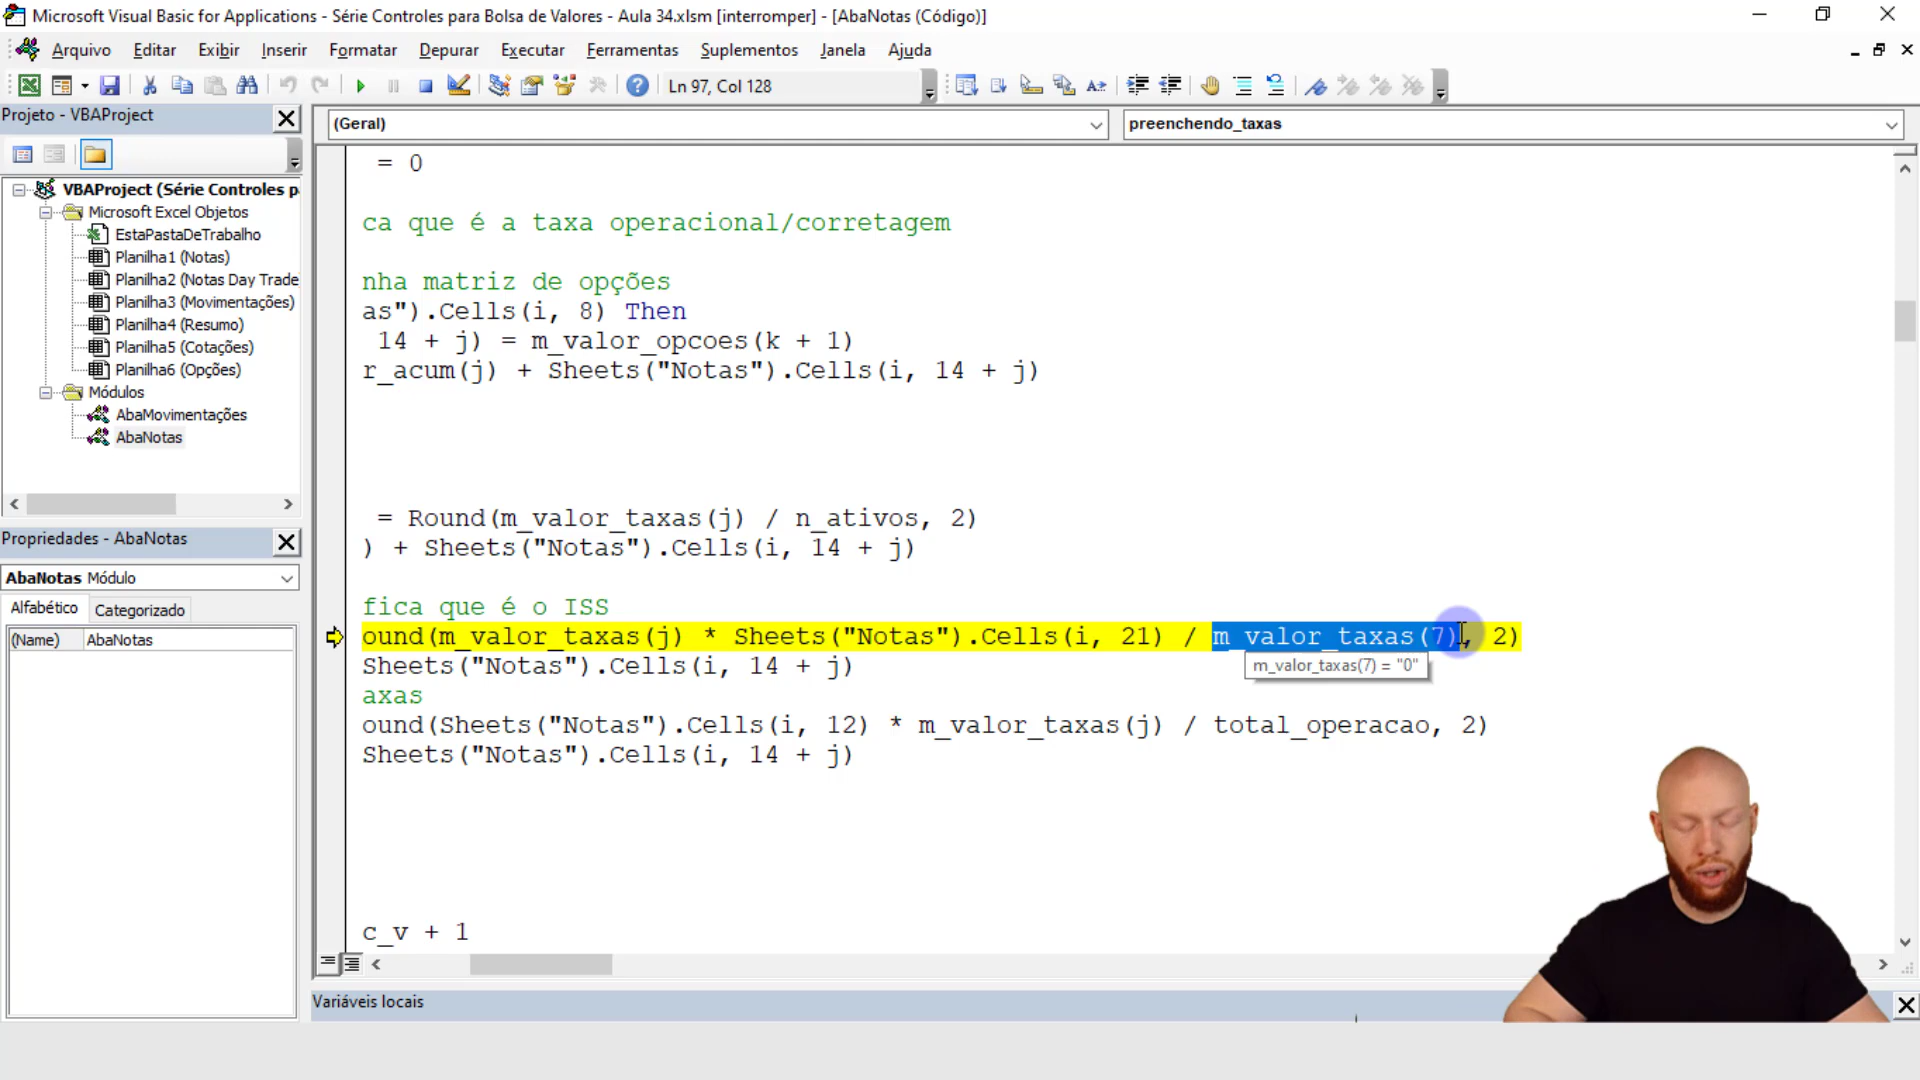 Microsoft Visual Basic for Applications - Série Controles para Bolsa de Valores - Aula 34.xlsm [interromper] - [AbaNotas (Código)]
Arquivo Editar Exibir Inserir Formatar Depurar Executar Ferramentas Suplementos Janela Ajuda
Ln 97, Col 128
Projeto - VBAProject
(Geral)
preenchendo_taxas
VBAProject (Série Controles p
Microsoft Excel Objetos
EstaPastaDeTrabalho
Planilha1 (Notas)
Planilha2 (Notas Day Trade
Planilha3 (Movimentações)
Planilha4 (Resumo)
Planilha5 (Cotações)
Planilha6 (Opções)
Módulos
AbaMovimentações
AbaNotas
Propriedades - AbaNotas
AbaNotas Módulo
Alfabético Categorizado
(Name) AbaNotas
= 0
ca que é a taxa operacional/corretagem
nha matriz de opções
as").Cells(i, 8) Then
14 + j) = m_valor_opcoes(k + 1)
r_acum(j) + Sheets("Notas").Cells(i, 14 + j)
= Round(m_valor_taxas(j) / n_ativos, 2)
) + Sheets("Notas").Cells(i, 14 + j)
fica que é o ISS
ound(m_valor_taxas(j) * Sheets("Notas").Cells(i, 21) / m_valor_taxas(7), 2)
Sheets("Notas").Cells(i, 14 + j)
m_valor_taxas(7) = "0"
axas
ound(Sheets("Notas").Cells(i, 12) * m_valor_taxas(j) / total_operacao, 2)
Sheets("Notas").Cells(i, 14 + j)
c_v + 1
Variáveis locais